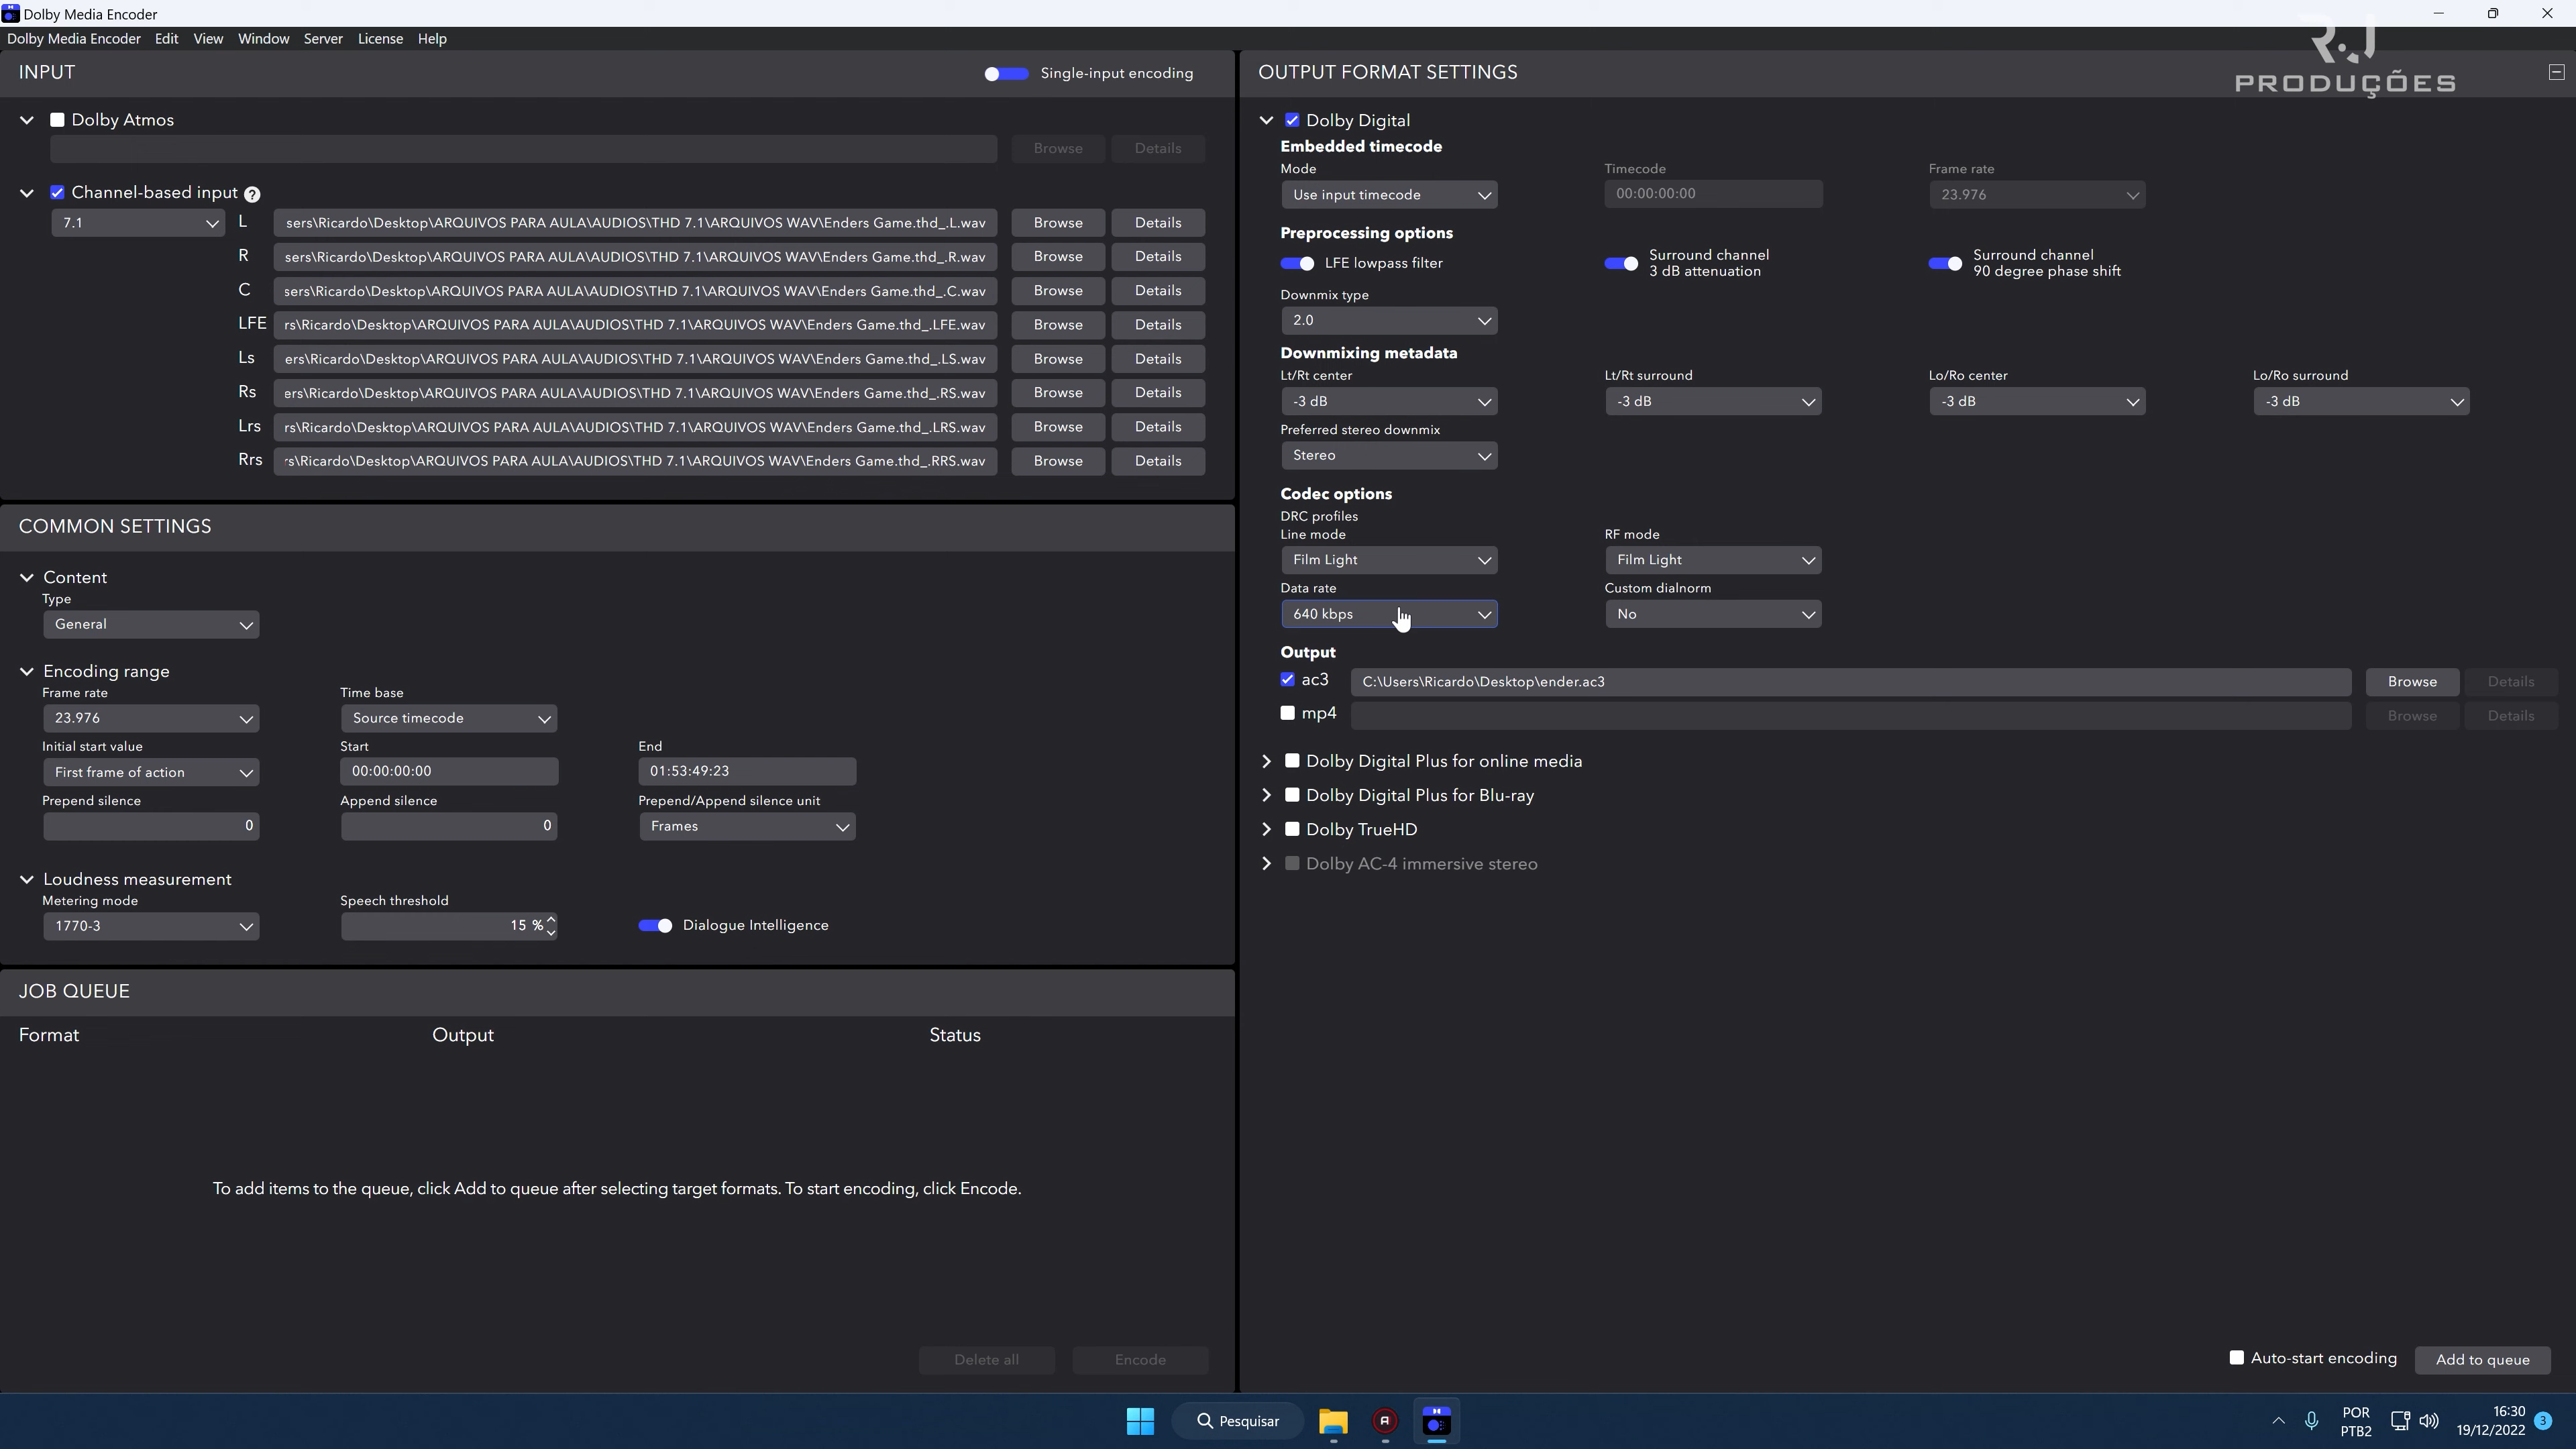 Dolby Media Encoder
Dolby Media Encoder Edit View Window Server License Help
INPUT
Single-input encoding
Dolby Atmos
Browse Details
Channel-based input ?
7.1
L sers\Ricardo\Desktop\ARQUIVOS PARA AULA\AUDIOS\THD 7.1\ARQUIVOS WAV\Enders Game.thd_.L.wav Browse Details
R sers\Ricardo\Desktop\ARQUIVOS PARA AULA\AUDIOS\THD 7.1\ARQUIVOS WAV\Enders Game.thd_.R.wav Browse Details
C sers\Ricardo\Desktop\ARQUIVOS PARA AULA\AUDIOS\THD 7.1\ARQUIVOS WAV\Enders Game.thd_.C.wav Browse Details
LFE rs\Ricardo\Desktop\ARQUIVOS PARA AULA\AUDIOS\THD 7.1\ARQUIVOS WAV\Enders Game.thd_.LFE.wav Browse Details
Ls ers\Ricardo\Desktop\ARQUIVOS PARA AULA\AUDIOS\THD 7.1\ARQUIVOS WAV\Enders Game.thd_.LS.wav Browse Details
Rs ers\Ricardo\Desktop\ARQUIVOS PARA AULA\AUDIOS\THD 7.1\ARQUIVOS WAV\Enders Game.thd_.RS.wav Browse Details
Lrs rs\Ricardo\Desktop\ARQUIVOS PARA AULA\AUDIOS\THD 7.1\ARQUIVOS WAV\Enders Game.thd_.LRS.wav Browse Details
Rrs rs\Ricardo\Desktop\ARQUIVOS PARA AULA\AUDIOS\THD 7.1\ARQUIVOS WAV\Enders Game.thd_.RRS.wav Browse Details
COMMON SETTINGS
Content
Type
General
Encoding range
Frame rate Time base
23.976 Source timecode
Initial start value Start End
First frame of action 00:00:00:00 01:53:49:23
Prepend silence Append silence Prepend/Append silence unit
0 0 Frames
Loudness measurement
Metering mode Speech threshold
1770-3 15 % Dialogue Intelligence
JOB QUEUE
Format Output Status
To add items to the queue, click Add to queue after selecting target formats. To start encoding, click Encode.
Delete all Encode
OUTPUT FORMAT SETTINGS
R.J
PRODUÇÕES
Dolby Digital
Embedded timecode
Mode Timecode Frame rate
Use input timecode 00:00:00:00 23.976
Preprocessing options
LFE lowpass filter
Surround channel
3 dB attenuation
Surround channel
90 degree phase shift
Downmix type
2.0
Downmixing metadata
Lt/Rt center Lt/Rt surround Lo/Ro center Lo/Ro surround
-3 dB -3 dB -3 dB -3 dB
Preferred stereo downmix
Stereo
Codec options
DRC profiles
Line mode RF mode
Film Light Film Light
Data rate Custom dialnorm
640 kbps No
Output
ac3 C:\Users\Ricardo\Desktop\ender.ac3 Browse Details
mp4 Browse Details
Dolby Digital Plus for online media
Dolby Digital Plus for Blu-ray
Dolby TrueHD
Dolby AC-4 immersive stereo
Auto-start encoding Add to queue
Pesquisar
POR
PTB2
16:30
19/12/2022
3